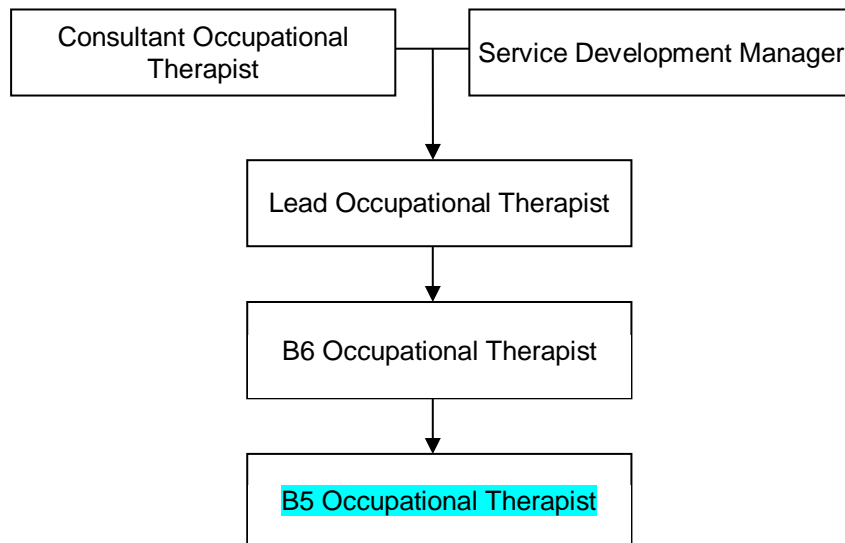 Consultant Occupational
Therapist
Service Development Manager
Lead Occupational Therapist
B6 Occupational Therapist
B5 Occupational Therapist